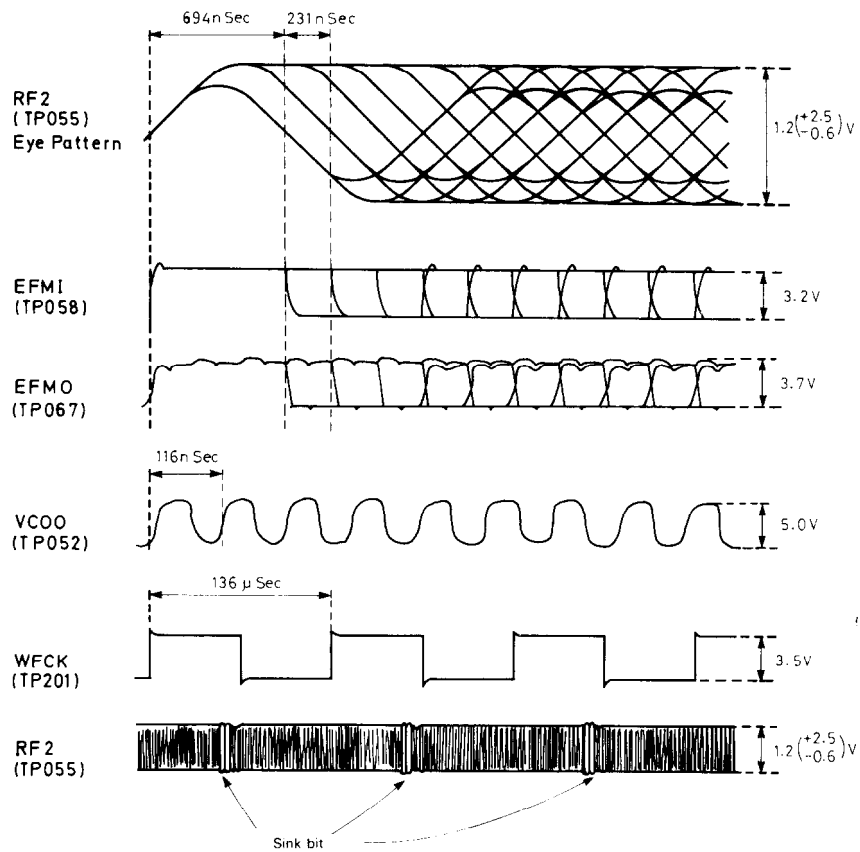 694n Sec
231n Sec
RF2
(TP055)
Eye Pattern
1.2(+2.5 -0.6)V
EFMI
(TP058)
3.2V
EFMO
(TP067)
3.7V
116n Sec
VCOO
(TP052)
5.0V
136 μ Sec
WFCK
(TP201)
3.5V
RF2
(TP055)
1.2(+2.5 -0.6)V
Sink bit